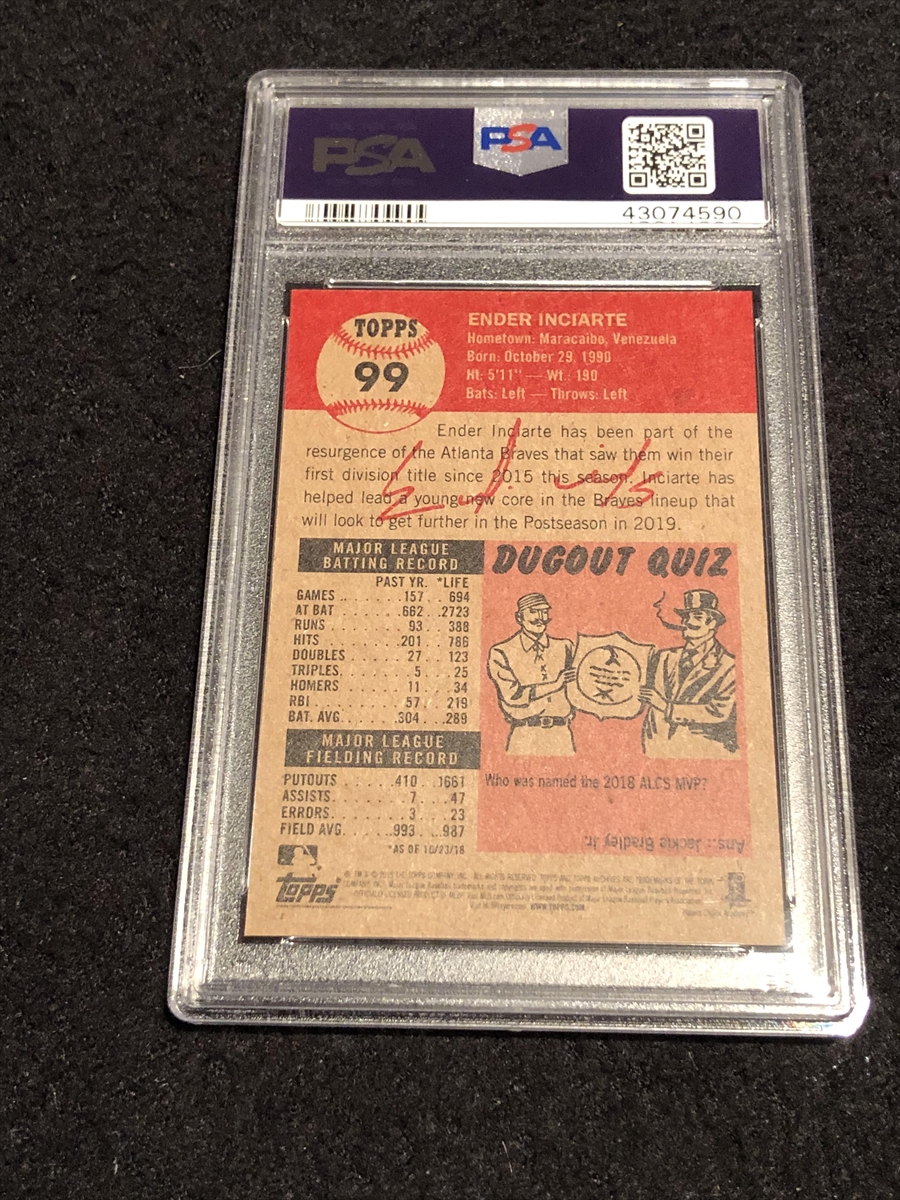 PSA
PSA
43074590
TOPPS
99
ENDER INCIARTE
Hometown: Maracaibo, Venezuela
Born: October 29, 1990
Ht: 5'11" — Wt.: 190
Bats: Left — Throws: Left
Ender Inciarte has been part of the
resurgence of the Atlanta Braves that saw them win their
first division title since 2015 this season. Inciarte has
helped lead a young new core in the Braves lineup that
will look to get further in the Postseason in 2019.
MAJOR LEAGUE
BATTING RECORD
PAST YR. *LIFE
GAMES .. . . . . . . 157 . . 694
AT BAT . . . . . . . 662 . .2723
RUNS . . . . . . . . 93 . . 388
HITS . . . . . . . . 201 . . 786
DOUBLES . . . . . . 27 . . 123
TRIPLES . . . . . . . 5 . . . 25
HOMERS . . . . . . 11 . . . 34
RBI . . . . . . . . . 57 . . 219
BAT. AVG . . . . . .304 . . .289
MAJOR LEAGUE
FIELDING RECORD
PUTOUTS . . . . . .410 . .1661
ASSISTS. . . . . . . . 7 . . . 47
ERRORS. . . . . . . . 3 . . . 23
FIELD AVG. . . . . .993 . . .987
*AS OF 10/23/18
DUGOUT QUIZ
Who was named the 2018 ALCS MVP?
Ans.: Jackie Bradley Jr.
topps
WWW.TOPPS.COM